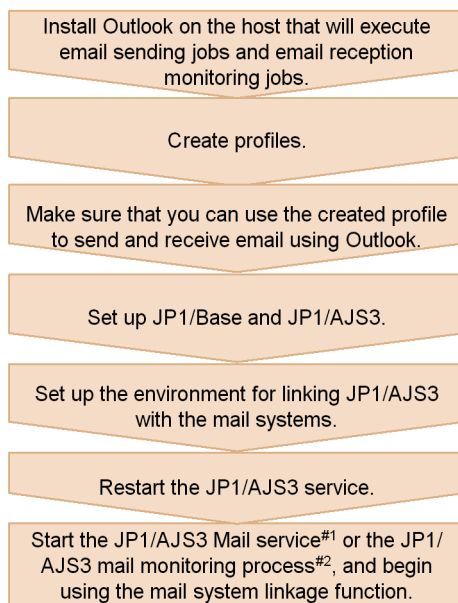 Install Outlook on the host that will execute
email sending jobs and email reception
monitoring jobs.
Create profiles.
Make sure that you can use the created profile
to send and receive email using Outlook.
Set up JP1/Base and JP1/AJS3.
Set up the environment for linking JP1/AJS3
with the mail systems.
Restart the JP1/AJS3 service.
Start the JP1/AJS3 Mail service#1 or the JP1/
AJS3 mail monitoring process#2, and begin
using the mail system linkage function.